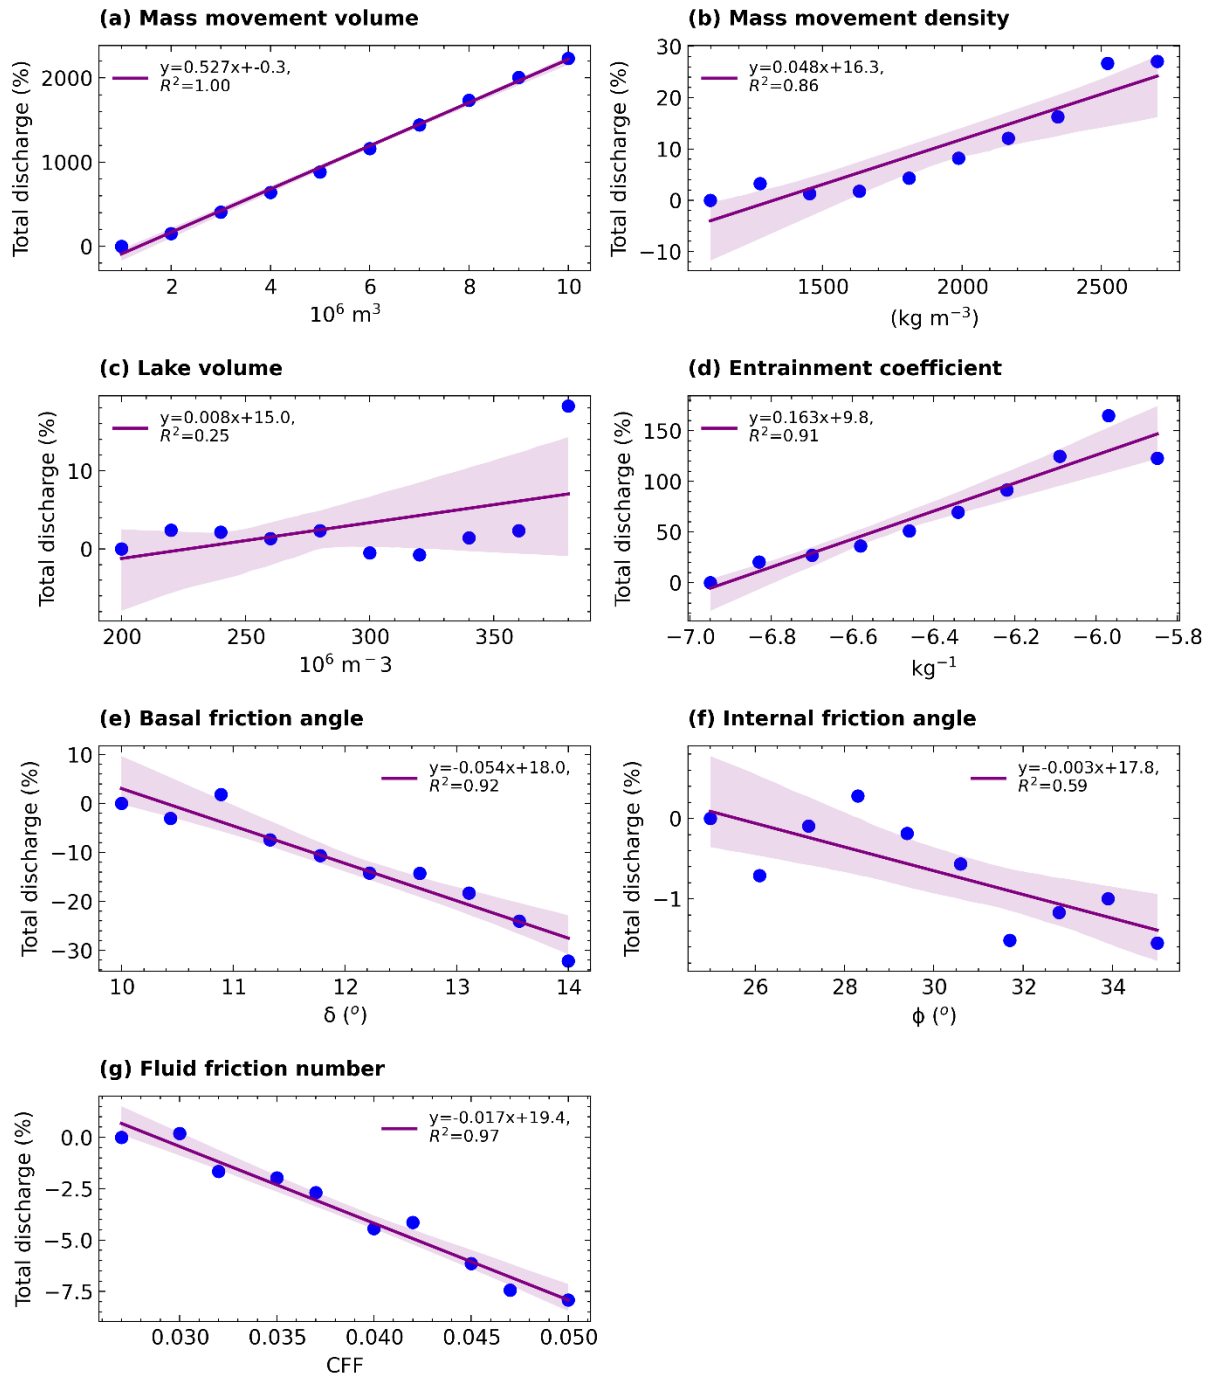 (a) Mass movement volume
y=0.527x+-0.3,
R²=1.00
Total discharge (%)
2000
1000
0
2 4 6 8 10
10⁶ m³
(b) Mass movement density
y=0.048x+16.3,
R²=0.86
Total discharge (%)
30
20
10
0
−10
1500 2000 2500
(kg m⁻³)
(c) Lake volume
y=0.008x+15.0,
R²=0.25
Total discharge (%)
10
0
200 250 300 350
10⁶ m⁻3
(d) Entrainment coefficient
y=0.163x+9.8,
R²=0.91
Total discharge (%)
150
100
50
0
−7.0 −6.8 −6.6 −6.4 −6.2 −6.0 −5.8
kg⁻¹
(e) Basal friction angle
y=-0.054x+18.0,
R²=0.92
Total discharge (%)
10
0
−10
−20
−30
10 11 12 13 14
δ (°)
(f) Internal friction angle
y=-0.003x+17.8,
R²=0.59
Total discharge (%)
0
−1
26 28 30 32 34
ϕ (°)
(g) Fluid friction number
y=-0.017x+19.4,
R²=0.97
Total discharge (%)
0.0
−2.5
−5.0
−7.5
0.030 0.035 0.040 0.045 0.050
CFF